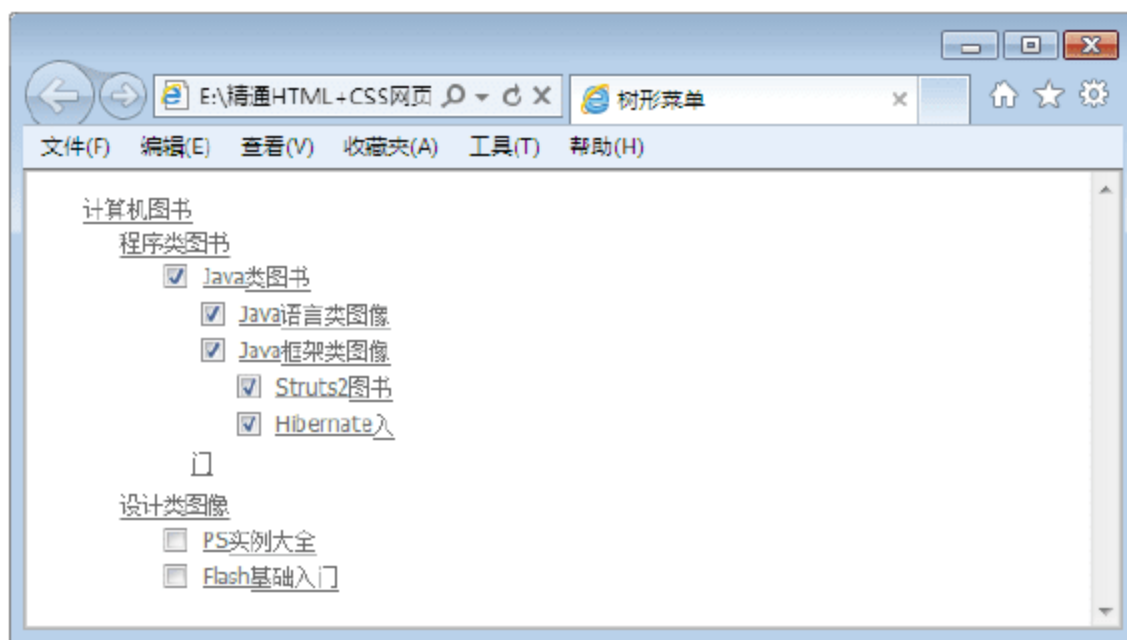 E:\精通HTML+CSS网页
树形菜单
文件(F) 编辑(E) 查看(V) 收藏夹(A) 工具(T) 帮助(H)
计算机图书
程序类图书
Java类图书
Java语言类图像
Java框架类图像
Struts2图书
Hibernate入
门
设计类图像
PS实例大全
Flash基础入门